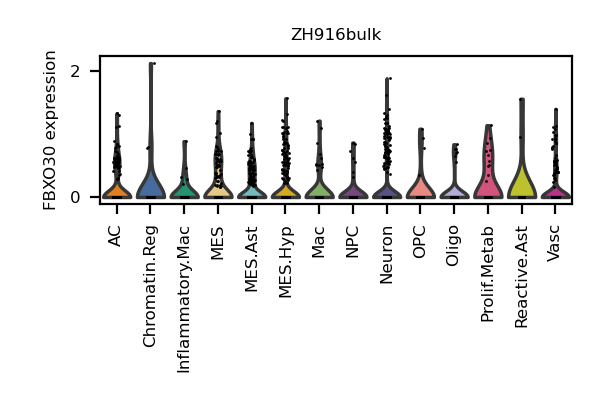 ZH916bulk
FBXO30 expression
2
0
AC
Chromatin.Reg
Inflammatory.Mac
MES
MES.Ast
MES.Hyp
Mac
NPC
Neuron
OPC
Oligo
Prolif.Metab
Reactive.Ast
Vasc